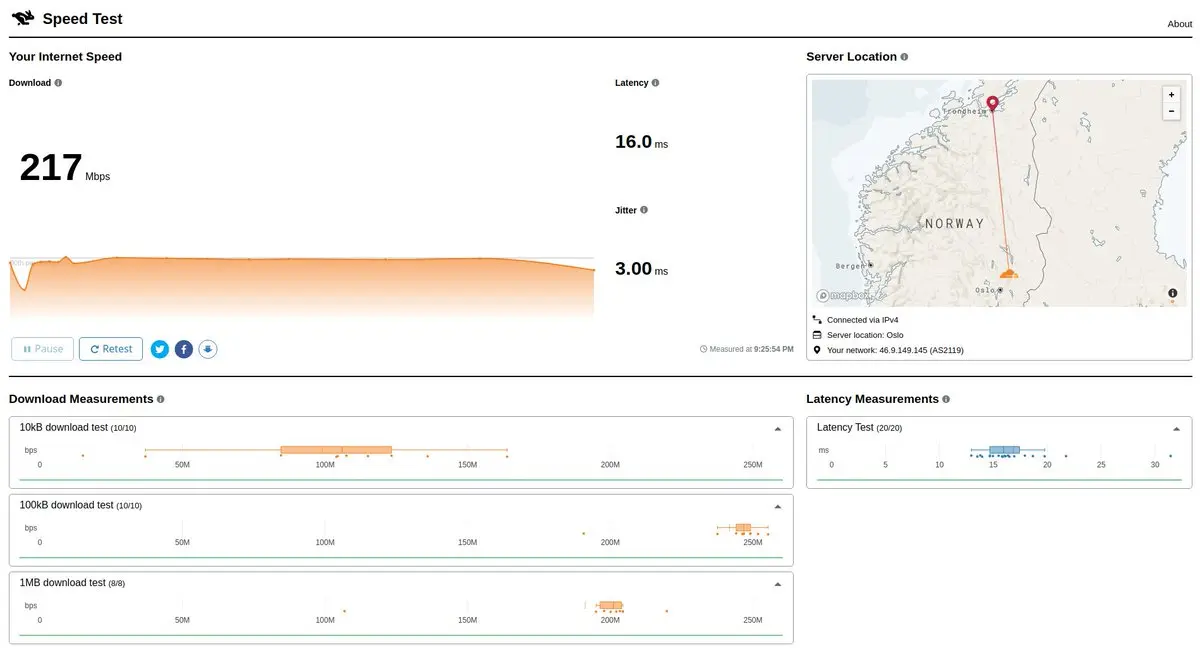 Speed Test
About
Your Internet Speed
Download
217 Mbps
Latency
16.0 ms
Jitter
3.00 ms
Pause
Retest
Measured at 9:25:54 PM
Server Location
+
−
Trondheim
NORWAY
Bergen
Oslo
mapbox
Connected via IPv4
Server location: Oslo
Your network: 46.9.149.145 (AS2119)
Download Measurements
10kB download test (10/10)
bps
0 50M 100M 150M 200M 250M
100kB download test (10/10)
bps
0 50M 100M 150M 200M 250M
1MB download test (8/8)
bps
0 50M 100M 150M 200M 250M
Latency Measurements
Latency Test (20/20)
ms
0 5 10 15 20 25 30